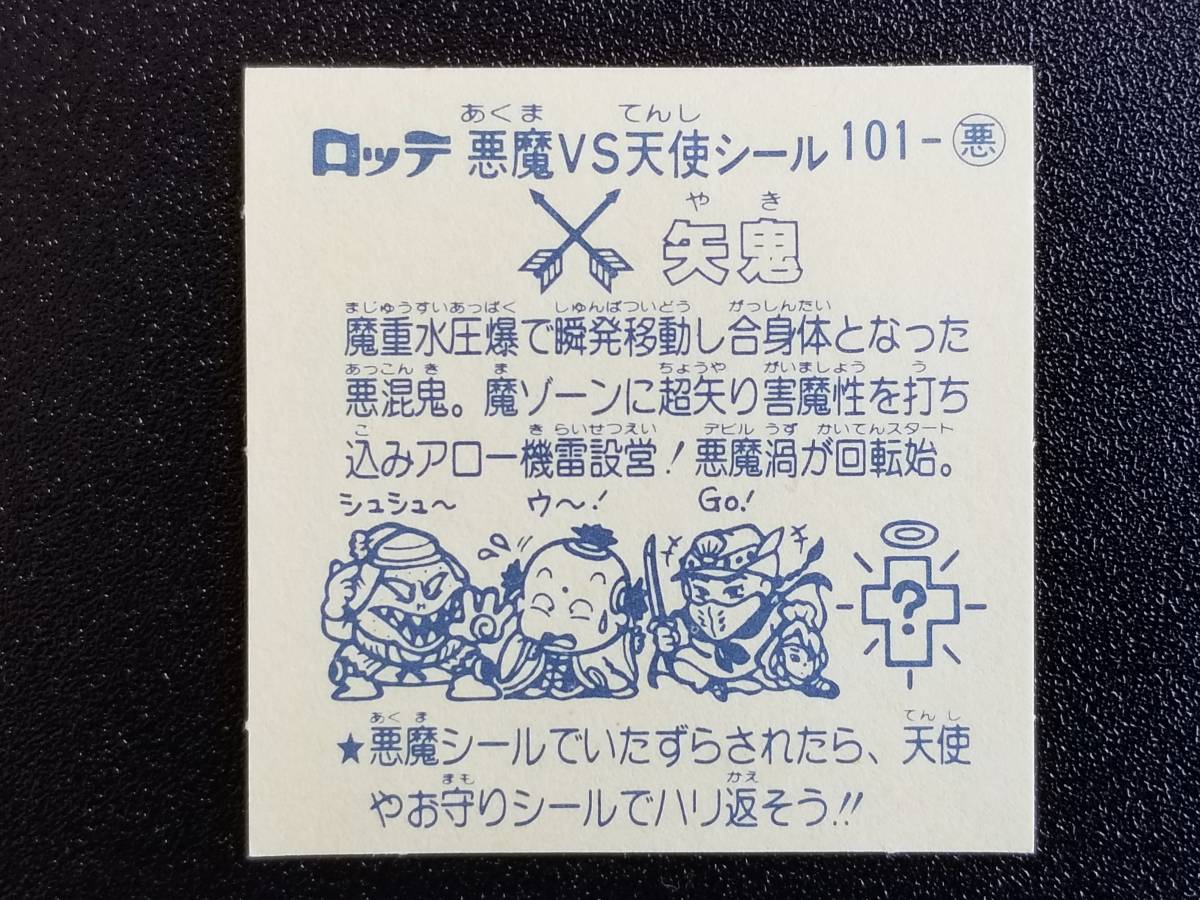 あくま てんし
ロッテ 悪魔VS天使シール 101-悪
やき
矢鬼
まじゅうすいあっぱく しゅんぱついどう がっしんたい
魔重水圧爆で瞬発移動し合身体となった
あっこんき ま ちょうや がいましょう う
悪混鬼。魔ゾーンに超矢り害魔性を打ち
こ きらいせつえい デビル うず かいてんスタート
込みアロー機雷設営!悪魔渦が回転始。
シュシュ〜 ウ〜! Go!
?
あくま てんし
★悪魔シールでいたずらされたら、天使
まも かえ
やお守りシールでハリ返そう!!